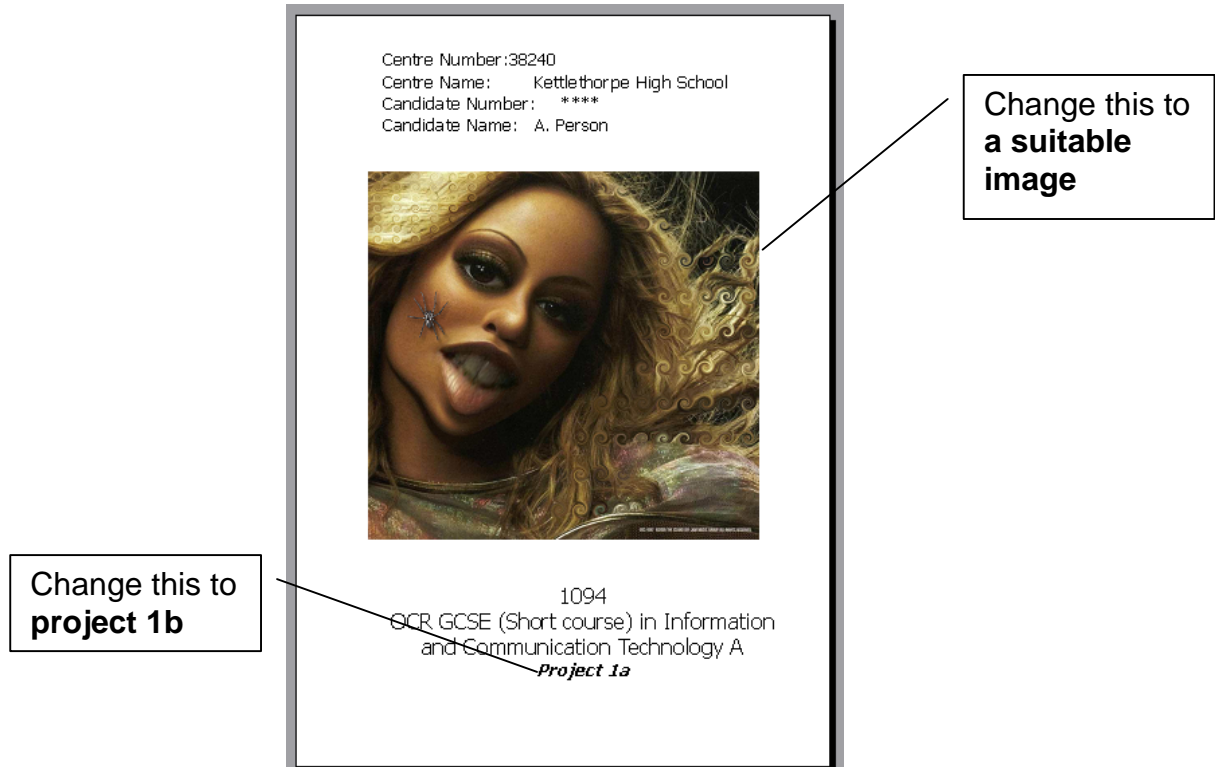 Centre Number:38240
Centre Name: Kettlethorpe High School
Candidate Number: ****
Candidate Name: A. Person
Change this to
a suitable
image
Change this to
project 1b
1094
OCR GCSE (Short course) in Information
and Communication Technology A
Project 1a